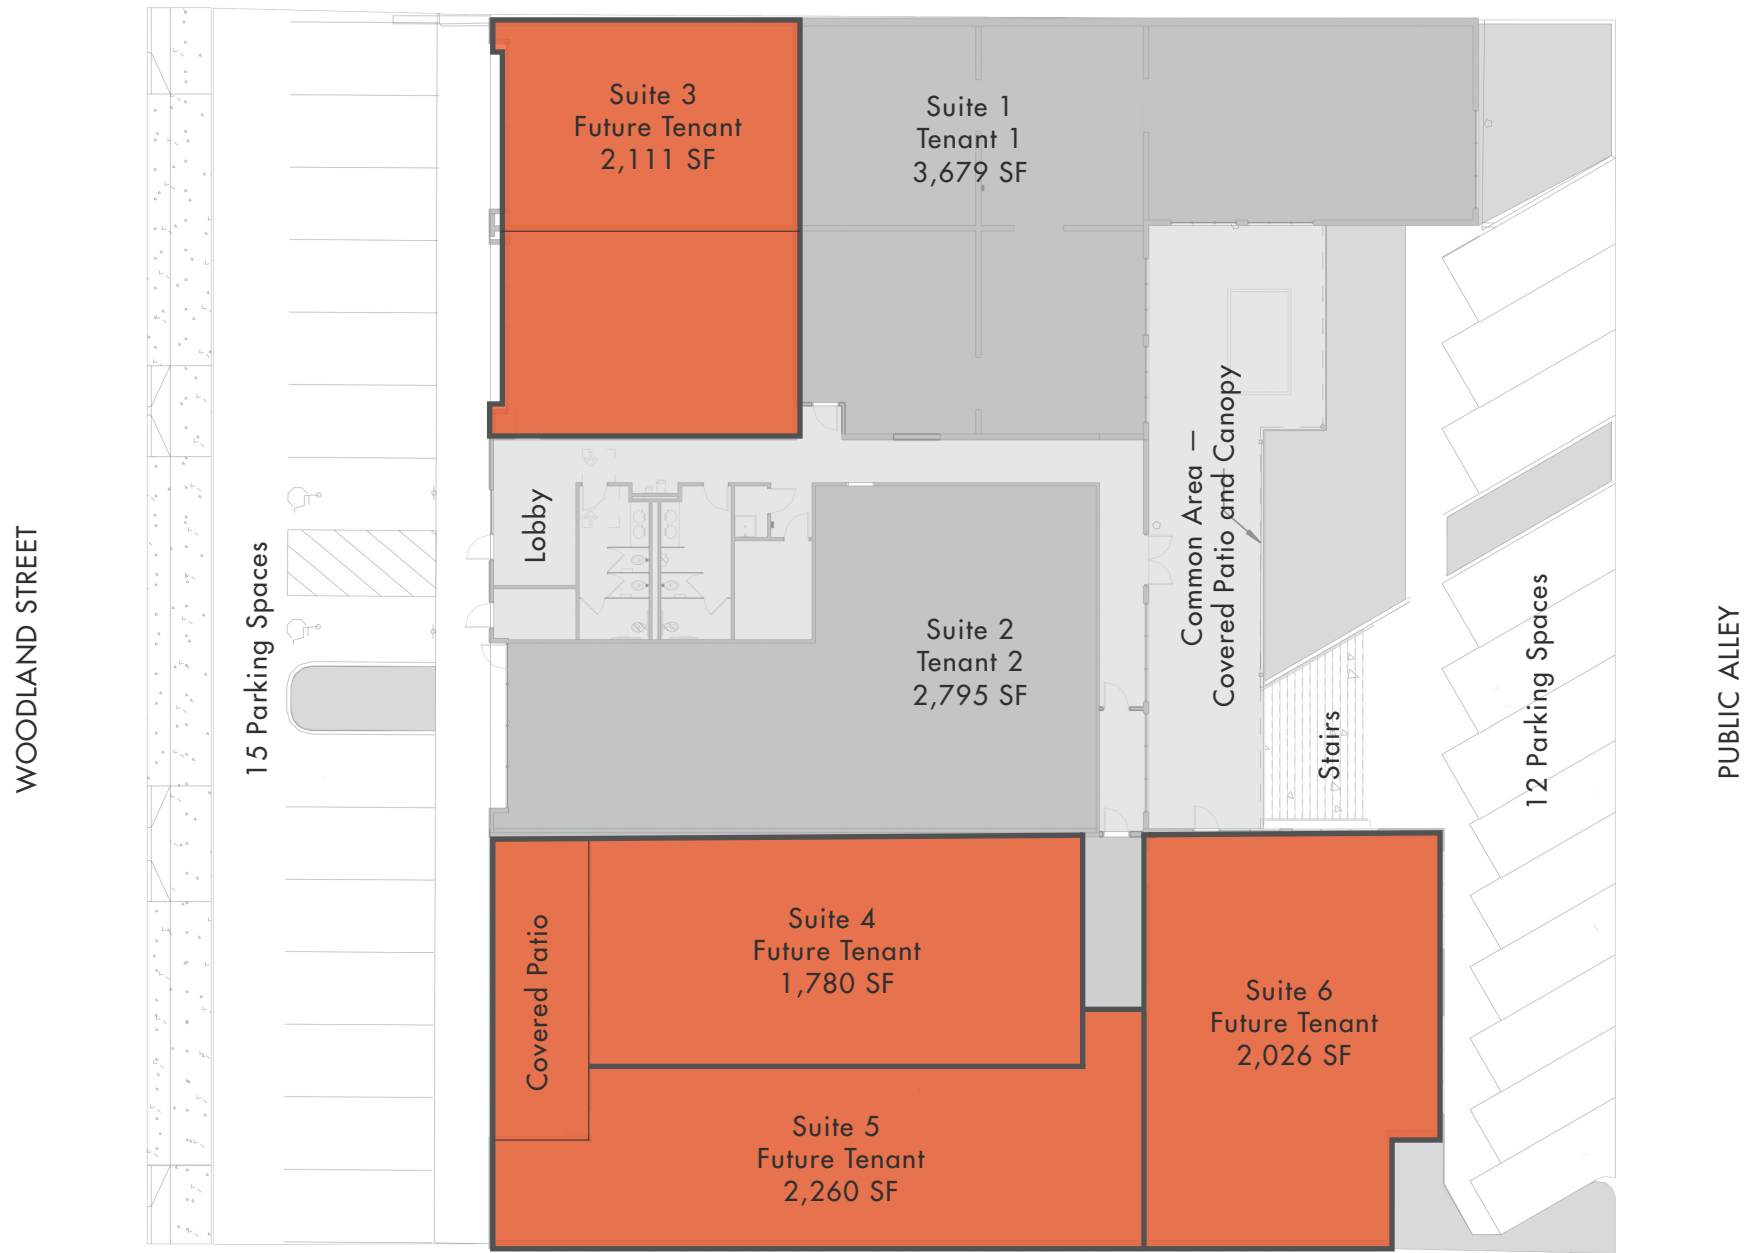 WOODLAND STREET
15 Parking Spaces
Suite 3
Future Tenant
2,111 SF
Suite 1
Tenant 1
3,679 SF
Lobby
Suite 2
Tenant 2
2,795 SF
Common Area –
Covered Patio and Canopy
Stairs
12 Parking Spaces
PUBLIC ALLEY
Covered Patio
Suite 4
Future Tenant
1,780 SF
Suite 5
Future Tenant
2,260 SF
Suite 6
Future Tenant
2,026 SF